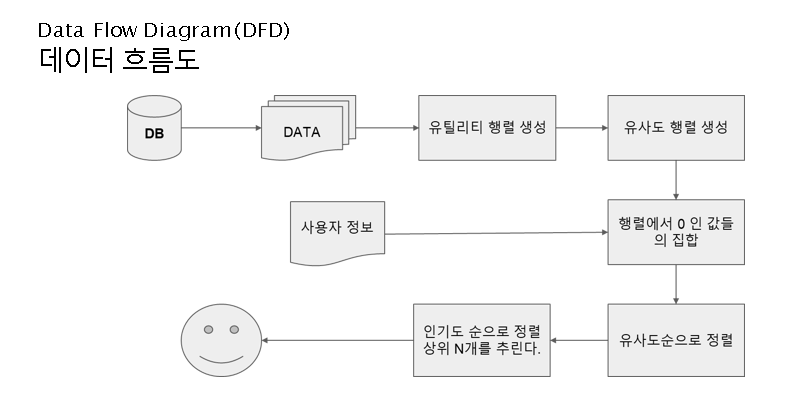 Data Flow Diagram(DFD)
데이터 흐름도
DB
DATA
유틸리티 행렬 생성
유사도 행렬 생성
사용자 정보
행렬에서 0 인 값들
의 집합
인기도 순으로 정렬
상위 N개를 추린다.
유사도순으로 정렬